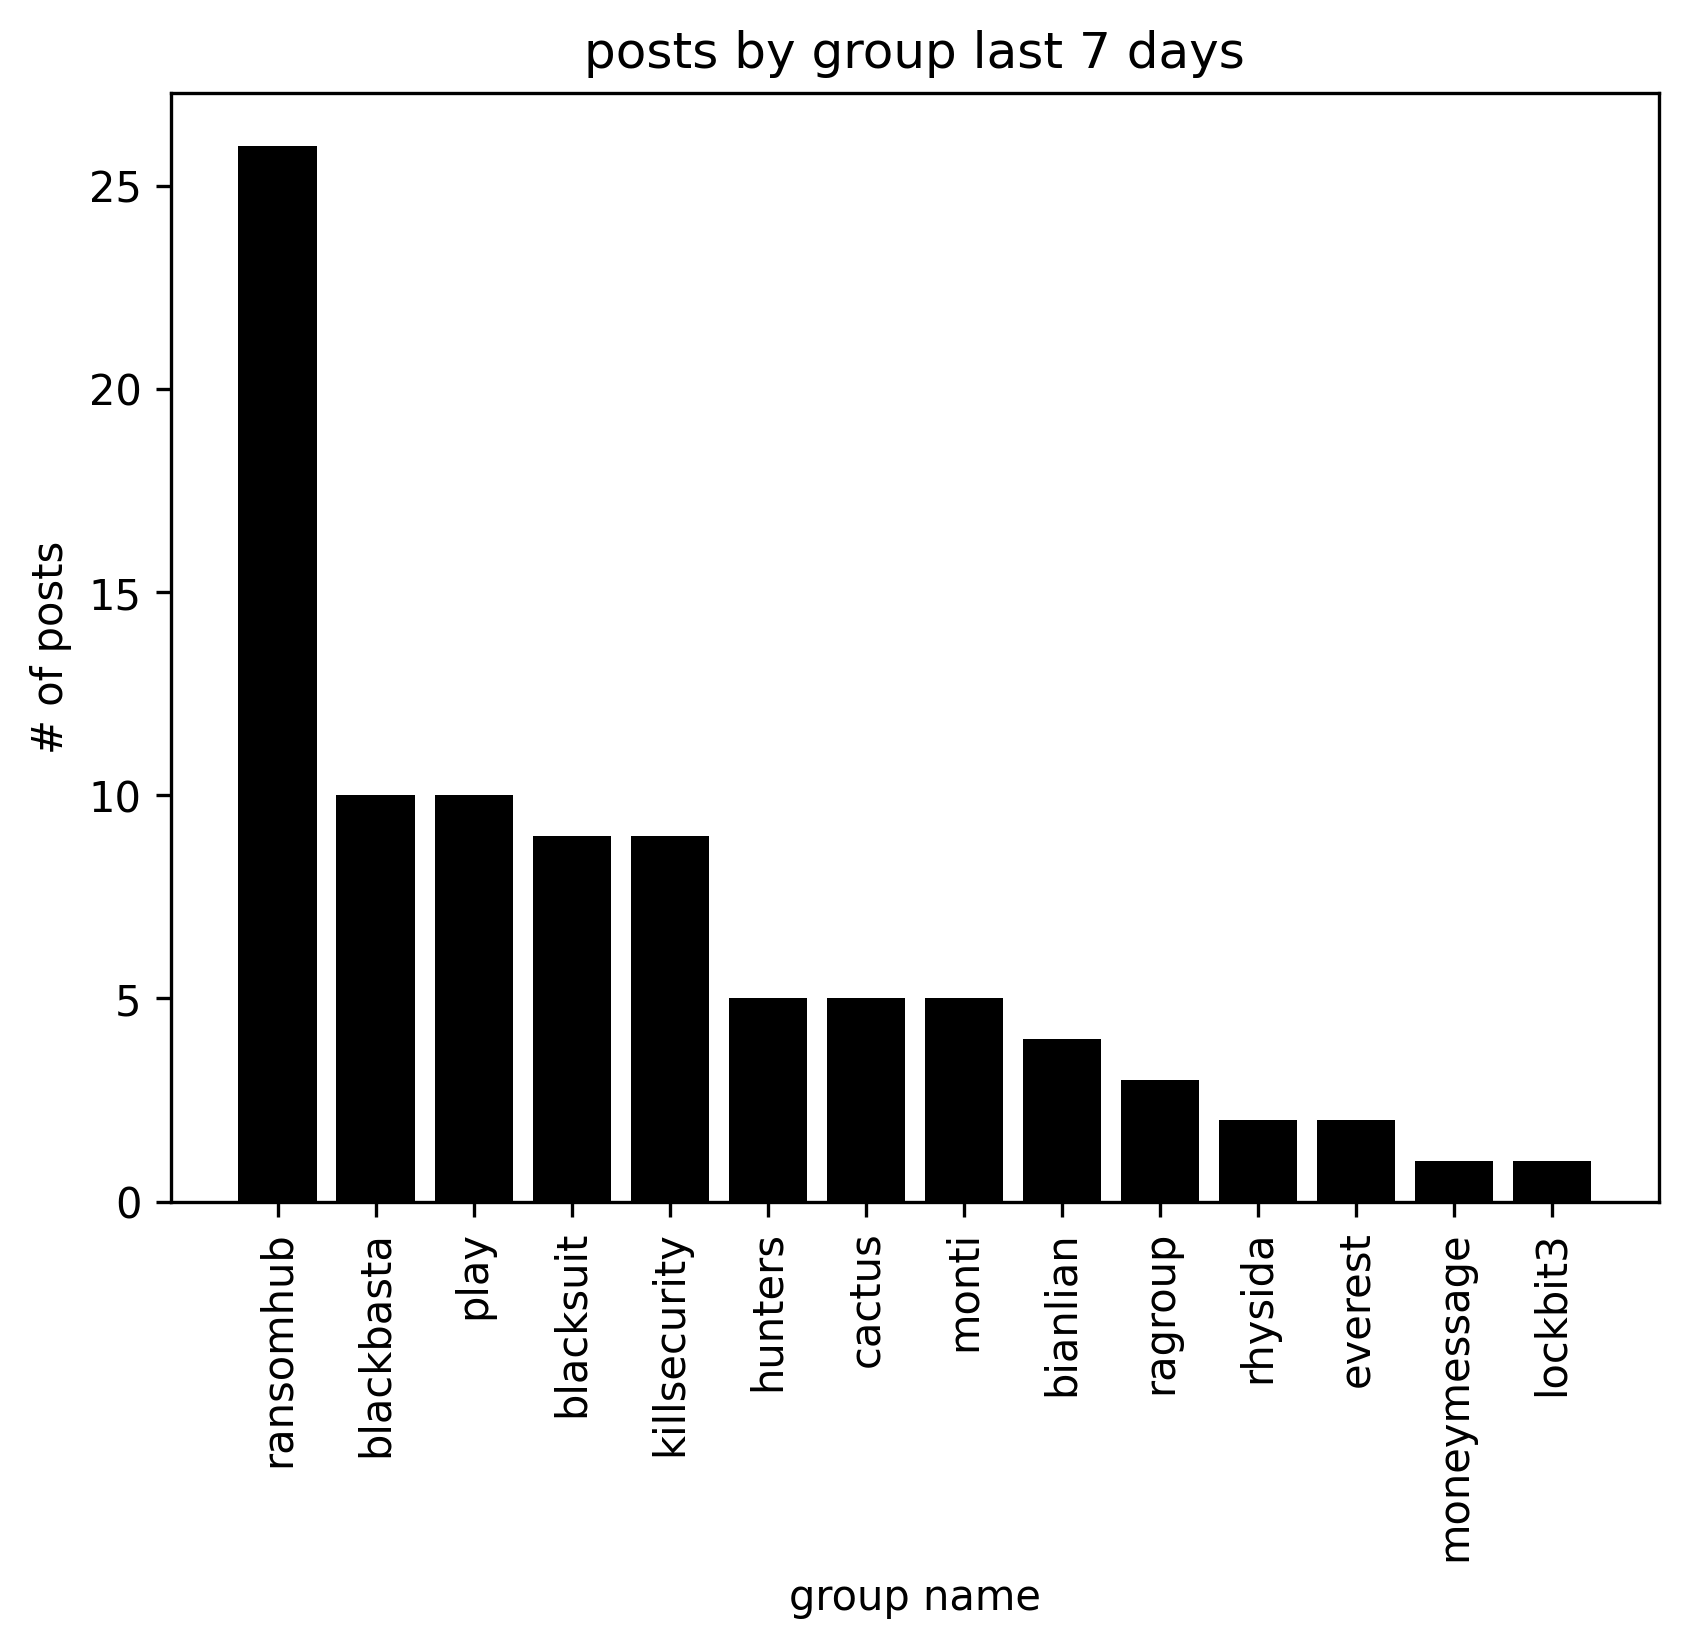 posts by group last 7 days
# of posts
25
20
15
10
5
0
ransomhub
blackbasta
play
blacksuit
killsecurity
hunters
cactus
monti
bianlian
ragroup
rhysida
everest
moneymessage
lockbit3
group name